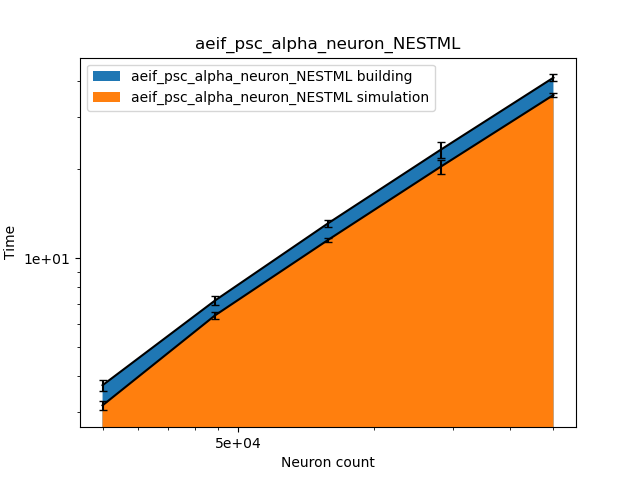 aeif_psc_alpha_neuron_NESTML
aeif_psc_alpha_neuron_NESTML building
aeif_psc_alpha_neuron_NESTML simulation
Time
1e+01
5e+04
Neuron count